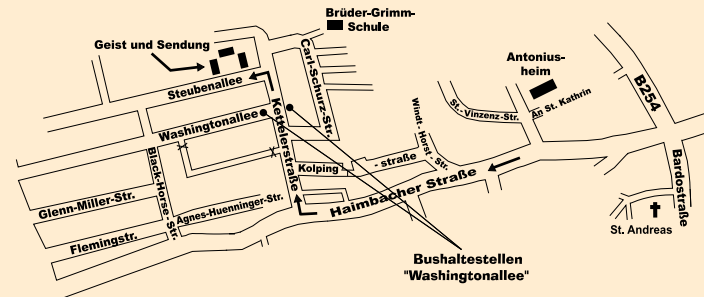 Brüder-Grimm-
Schule
Geist und Sendung
Carl-Schurz-Str.
Antonius-
heim
Steubenallee
B254
An St. Kathrin
St.-Vinzenz-Str.
Windt-Horst-Str.
Washingtonallee
Kettelerstraße
Kolping
-straße
Black-Horse-Str.
Bardostraße
Haimbacher Straße
Glenn-Miller-Str.
Agnes-Huenninger-Str.
Flemingstr.
St. Andreas
Bushaltestellen
"Washingtonallee"